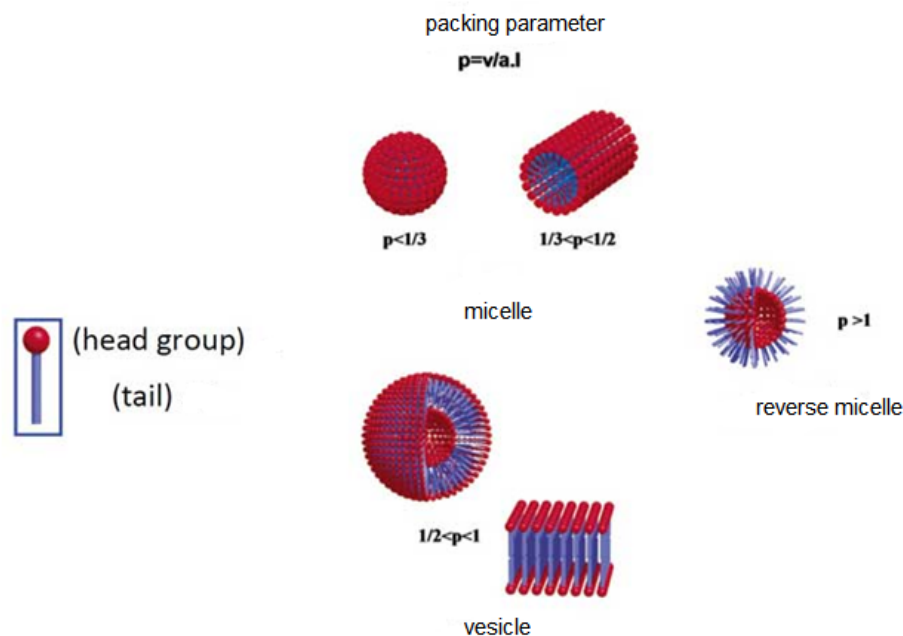 packing parameter
p=v/a.l
p<1/3
1/3<p<1/2
micelle
p >1
(head group)
(tail)
reverse micelle
1/2<p<1
vesicle